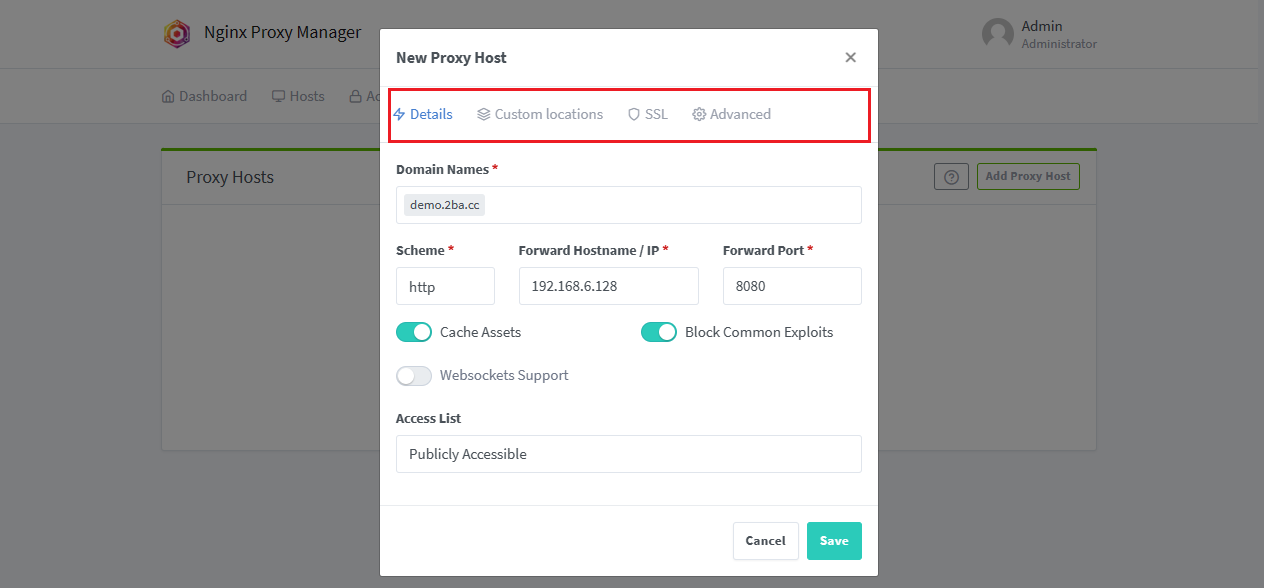 Nginx Proxy Manager
Admin
Administrator
New Proxy Host
×
Dashboard Hosts
Details Custom locations SSL Advanced
Proxy Hosts
Add Proxy Host
Domain Names *
demo.2ba.cc
Scheme * Forward Hostname / IP * Forward Port *
http 192.168.6.128 8080
Cache Assets Block Common Exploits
Websockets Support
Access List
Publicly Accessible
Cancel Save